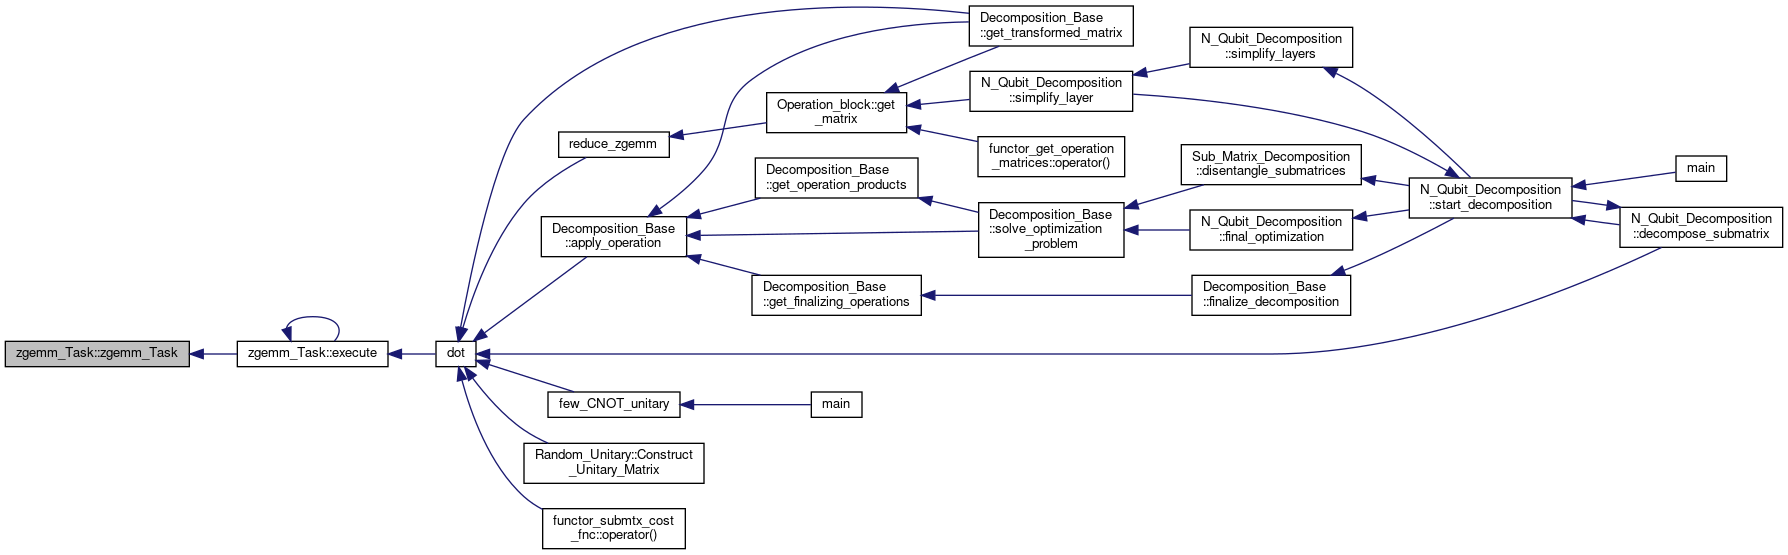 Decomposition_Base
::get_transformed_matrix
N_Qubit_Decomposition
::simplify_layers
N_Qubit_Decomposition
::simplify_layer
Operation_block::get
_matrix
reduce_zgemm
functor_get_operation
_matrices::operator()
Sub_Matrix_Decomposition
::disentangle_submatrices
main
Decomposition_Base
::get_operation_products
N_Qubit_Decomposition
::start_decomposition
Decomposition_Base
::solve_optimization
_problem
N_Qubit_Decomposition
::final_optimization
N_Qubit_Decomposition
::decompose_submatrix
Decomposition_Base
::apply_operation
Decomposition_Base
::get_finalizing_operations
Decomposition_Base
::finalize_decomposition
zgemm_Task::zgemm_Task
zgemm_Task::execute
dot
few_CNOT_unitary
main
Random_Unitary::Construct
_Unitary_Matrix
functor_submtx_cost
_fnc::operator()